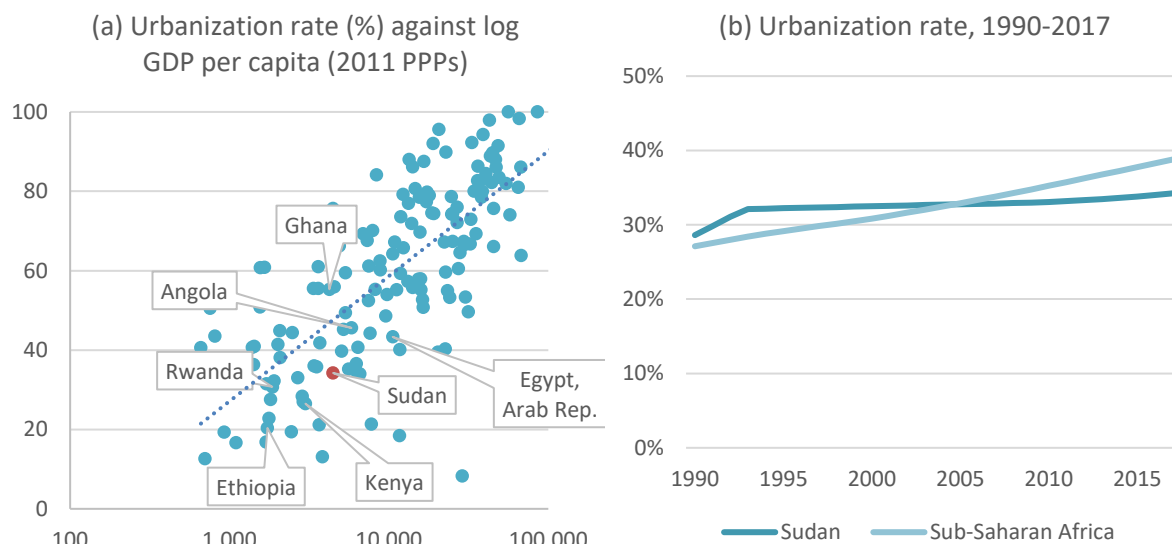 (a) Urbanization rate (%) against log
GDP per capita (2011 PPPs)
100
80
60
40
20
0
100
1 000
10 000
100 000
Ghana
Angola
Rwanda
Sudan
Egypt,
Arab Rep.
Ethiopia
Kenya
(b) Urbanization rate, 1990-2017
50%
40%
30%
20%
10%
0%
1990
1995
2000
2005
2010
2015
Sudan
Sub-Saharan Africa